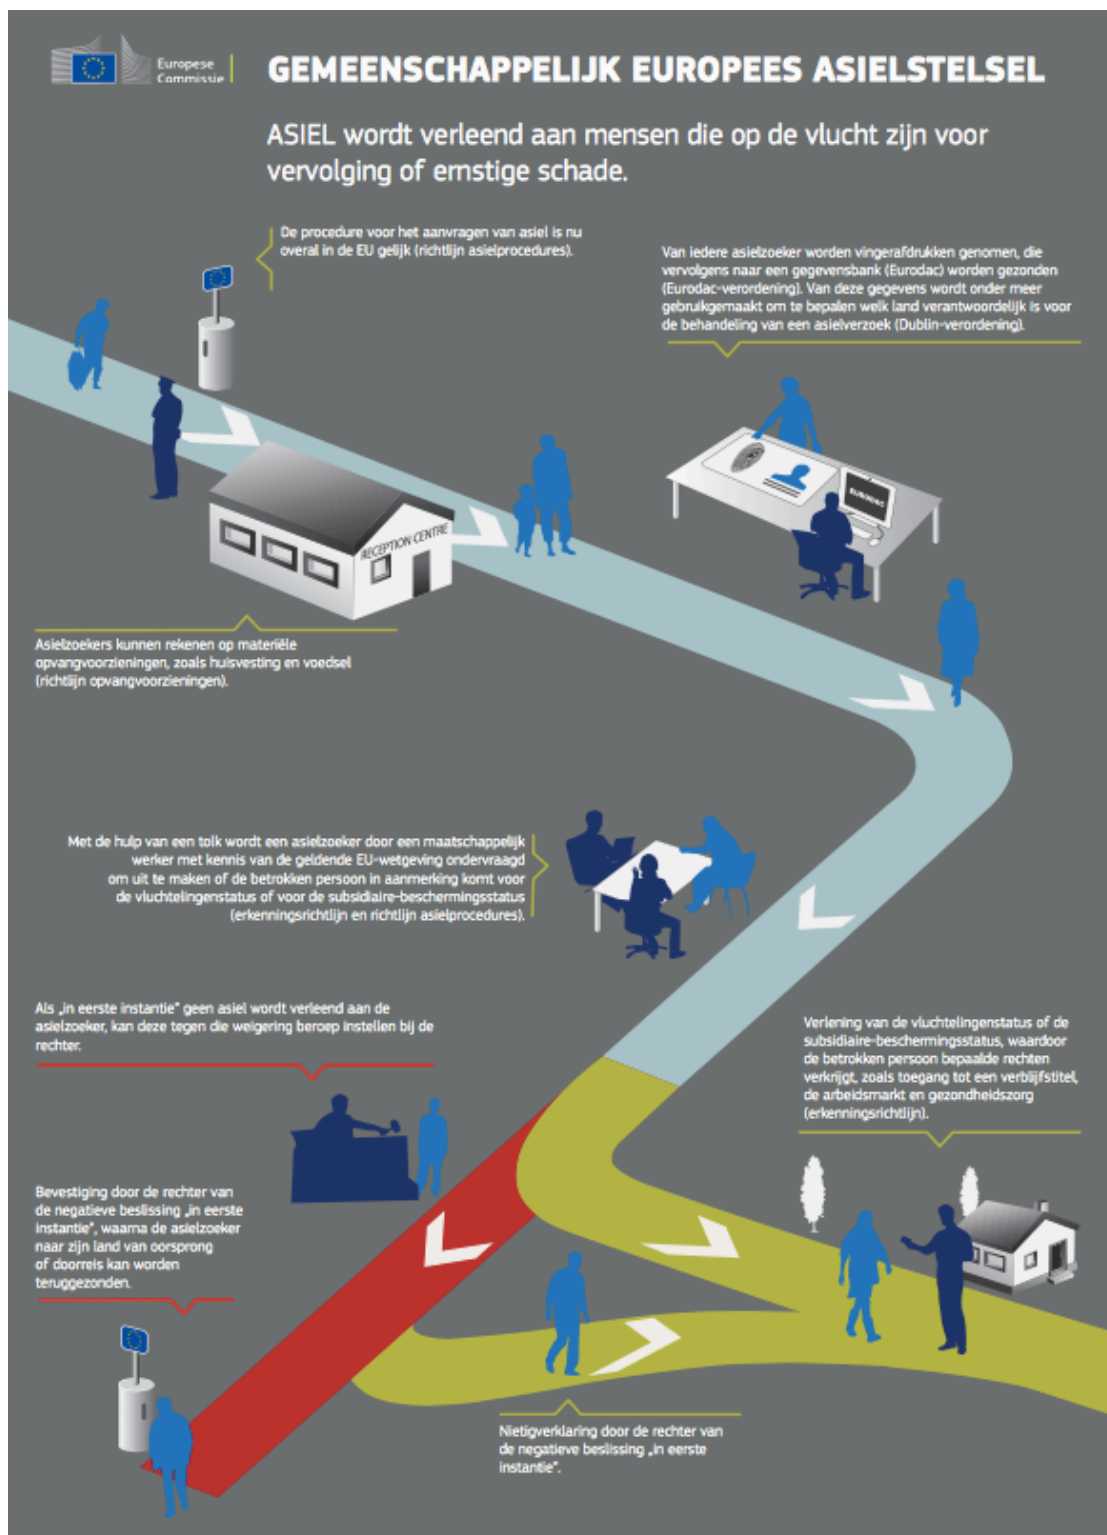 Europese
Commissie
GEMEENSCHAPPELIJK EUROPEES ASIELSTELSEL
ASIEL wordt verleend aan mensen die op de vlucht zijn voor
vervolging of ernstige schade.
De procedure voor het aanvragen van asiel is nu
overal in de EU gelijk (richtlijn asielprocedures).
Van iedere asielzoeker worden vingerafdrukken genomen, die
vervolgens naar een gegevensbank (Eurodac) worden gezonden
(Eurodac-verordening). Van deze gegevens wordt onder meer
gebruikgemaakt om te bepalen welk land verantwoordelijk is voor
de behandeling van een asielverzoek (Dublin-verordening).
EURODAC
RECEPTION CENTRE
Asielzoekers kunnen rekenen op materiële
opvangvoorzieningen, zoals huisvesting en voedsel
(richtlijn opvangvoorzieningen).
Met de hulp van een tolk wordt een asielzoeker door een maatschappelijk
werker met kennis van de geldende EU-wetgeving ondervraagd
om uit te maken of de betrokken persoon in aanmerking komt voor
de vluchtelingenstatus of voor de subsidiaire-beschermingsstatus
(erkenningsrichtlijn en richtlijn asielprocedures).
Als „in eerste instantie” geen asiel wordt verleend aan de
asielzoeker, kan deze tegen die weigering beroep instellen bij de
rechter.
Verlening van de vluchtelingenstatus of de
subsidiaire-beschermingsstatus, waardoor
de betrokken persoon bepaalde rechten
verkrijgt, zoals toegang tot een verblijfstitel,
de arbeidsmarkt en gezondheidszorg
(erkenningsrichtlijn).
Bevestiging door de rechter van
de negatieve beslissing „in eerste
instantie”, waarna de asielzoeker
naar zijn land van oorsprong
of doorreis kan worden
teruggezonden.
Nietigverklaring door de rechter van
de negatieve beslissing „in eerste
instantie”.